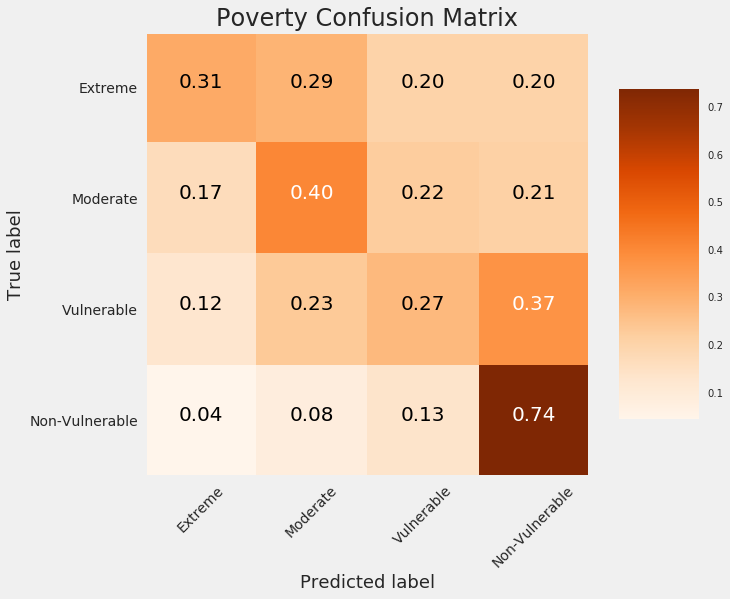 Poverty Confusion Matrix
True label
Extreme 0.31 0.29 0.20 0.20
Moderate 0.17 0.40 0.22 0.21
Vulnerable 0.12 0.23 0.27 0.37
Non-Vulnerable 0.04 0.08 0.13 0.74
Extreme Moderate Vulnerable Non-Vulnerable
Predicted label
0.7
0.6
0.5
0.4
0.3
0.2
0.1